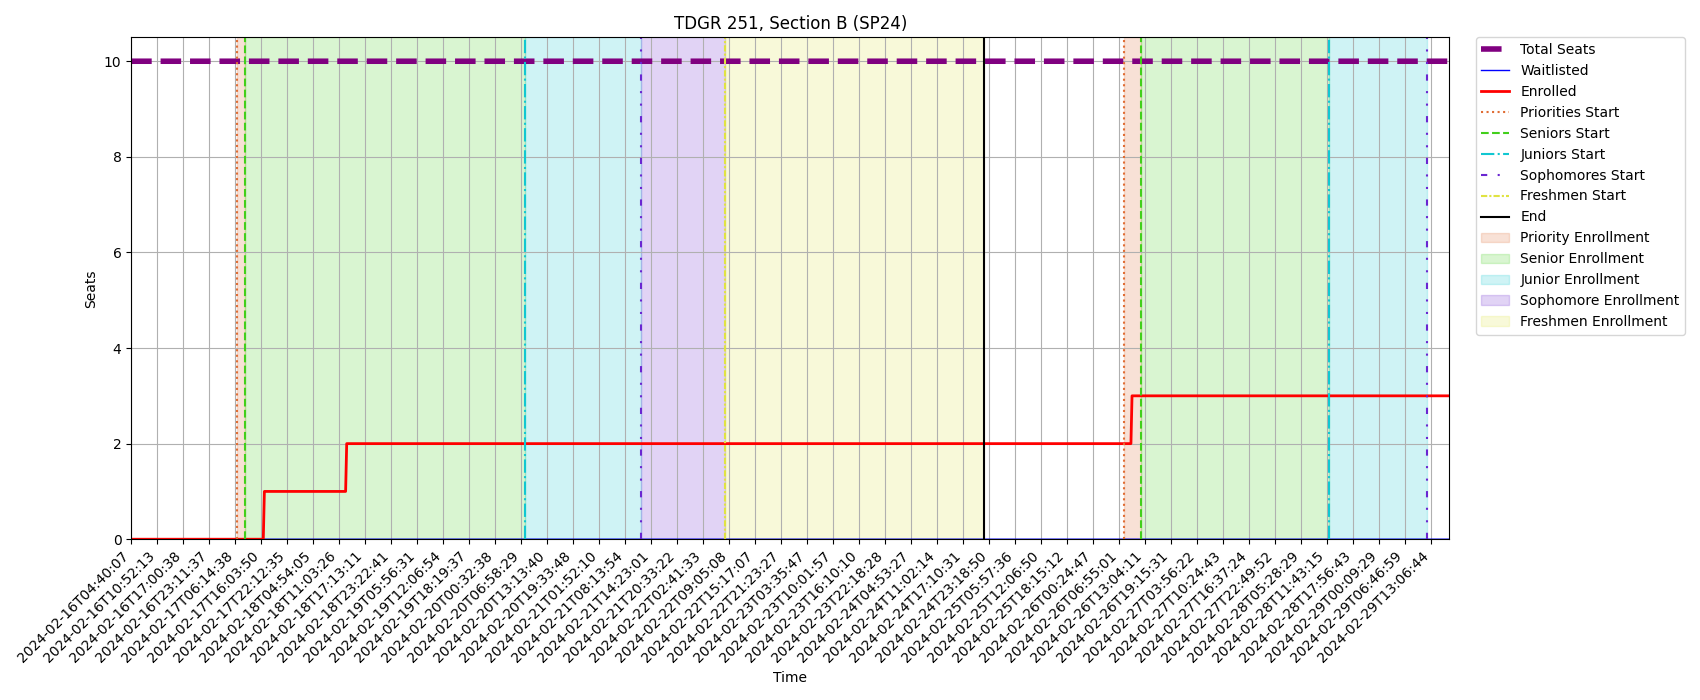 TDGR 251, Section B (SP24)
Seats
10
8
6
4
2
0
2024-02-16T04:40:07
2024-02-16T10:52:13
2024-02-16T17:00:38
2024-02-16T23:11:37
2024-02-17T06:14:38
2024-02-17T16:03:50
2024-02-17T22:12:35
2024-02-18T04:54:05
2024-02-18T11:03:26
2024-02-18T17:13:11
2024-02-18T23:22:41
2024-02-19T05:56:31
2024-02-19T12:06:54
2024-02-19T18:19:37
2024-02-20T00:32:38
2024-02-20T06:58:29
2024-02-20T13:13:40
2024-02-20T19:33:48
2024-02-21T01:52:10
2024-02-21T08:13:54
2024-02-21T14:23:01
2024-02-21T20:33:22
2024-02-22T02:41:33
2024-02-22T09:05:08
2024-02-22T15:17:07
2024-02-22T21:23:27
2024-02-23T03:35:47
2024-02-23T10:01:57
2024-02-23T16:10:10
2024-02-23T22:18:28
2024-02-24T04:53:27
2024-02-24T11:02:14
2024-02-24T17:10:31
2024-02-24T23:18:50
2024-02-25T05:57:36
2024-02-25T12:06:50
2024-02-25T18:15:12
2024-02-26T00:24:47
2024-02-26T06:55:01
2024-02-26T13:04:11
2024-02-26T19:15:31
2024-02-27T03:56:22
2024-02-27T10:24:43
2024-02-27T16:37:24
2024-02-27T22:49:52
2024-02-28T05:28:29
2024-02-28T11:43:15
2024-02-28T17:56:43
2024-02-29T00:09:29
2024-02-29T06:46:59
2024-02-29T13:06:44
Time
Total Seats
Waitlisted
Enrolled
Priorities Start
Seniors Start
Juniors Start
Sophomores Start
Freshmen Start
End
Priority Enrollment
Senior Enrollment
Junior Enrollment
Sophomore Enrollment
Freshmen Enrollment